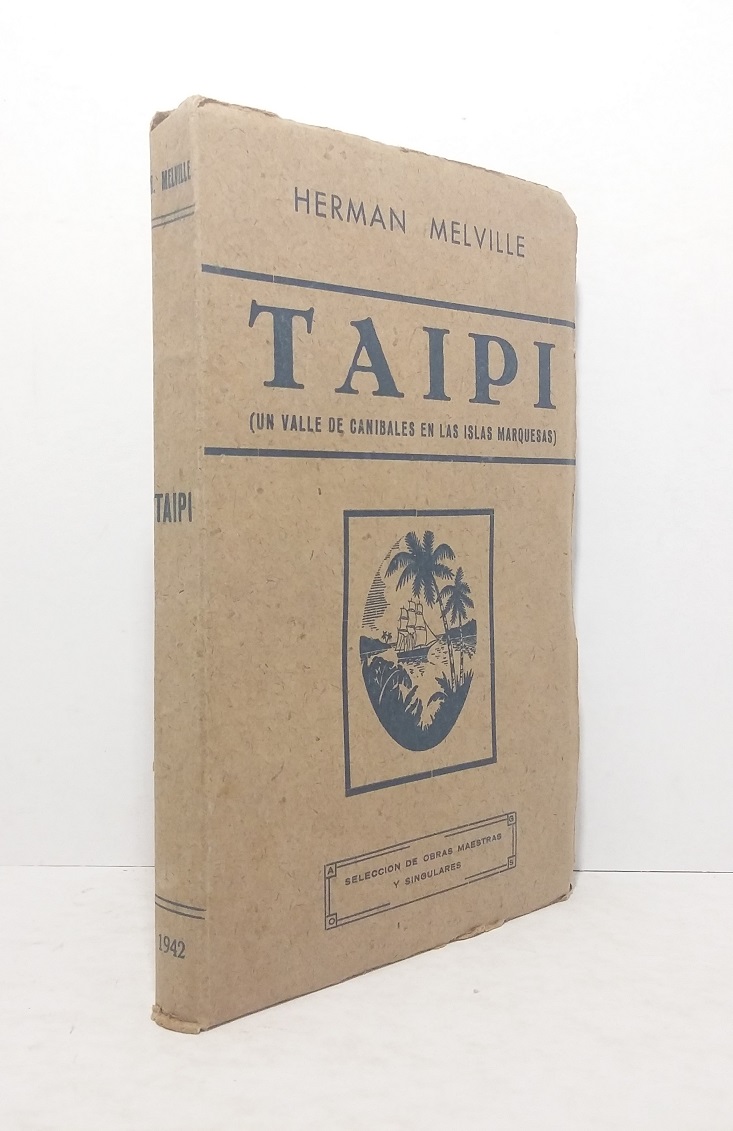 H. MELVILLE
TAIPI
1942
HERMAN MELVILLE
TAIPI
(UN VALLE DE CANIBALES EN LAS ISLAS MARQUESAS)
A
G
SELECCION DE OBRAS MAESTRAS
Y SINGULARES
O
S